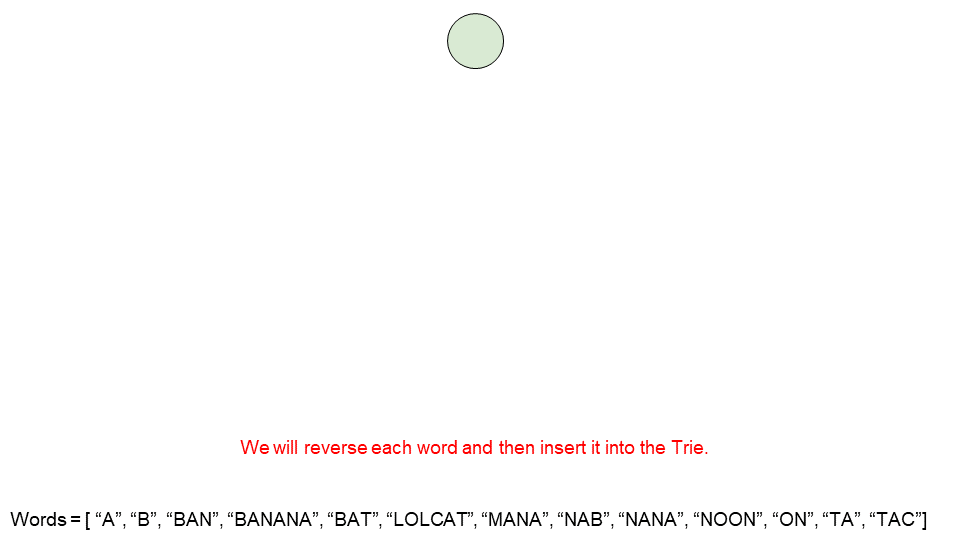 We will reverse each word and then insert it into the Trie.
Words = [ “A”, “B”, “BAN”, “BANANA”, “BAT”, “LOLCAT”, “MANA”, “NAB”, “NANA”, “NOON”, “ON”, “TA”, “TAC”]